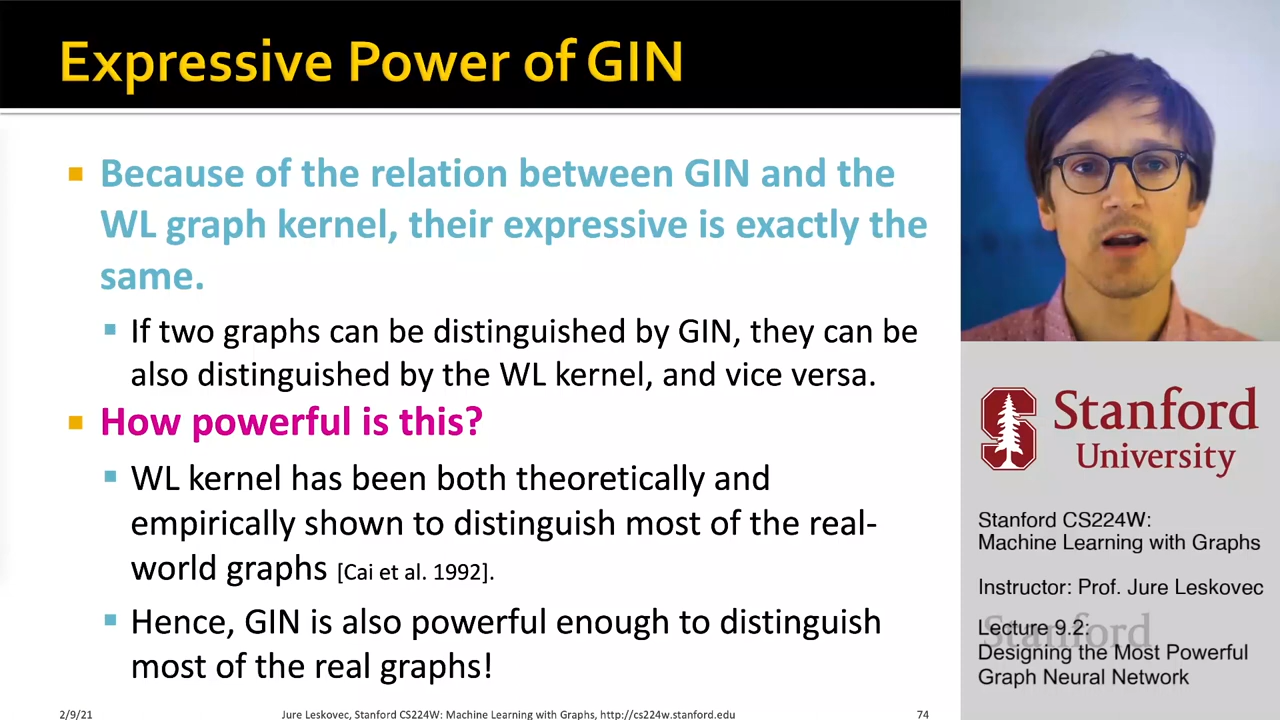 Expressive Power of GIN
Because of the relation between GIN and the
WL graph kernel, their expressive is exactly the
same.
If two graphs can be distinguished by GIN, they can be
also distinguished by the WL kernel, and vice versa.
How powerful is this?
WL kernel has been both theoretically and
empirically shown to distinguish most of the real-
world graphs [Cai et al. 1992].
Hence, GIN is also powerful enough to distinguish
most of the real graphs!
2/9/21
Jure Leskovec, Stanford CS224W: Machine Learning with Graphs, http://cs224w.stanford.edu
74
Stanford
University
Stanford CS224W:
Machine Learning with Graphs
Instructor: Prof. Jure Leskovec
Stanford
Lecture 9.2:
Designing the Most Powerful
Graph Neural Network